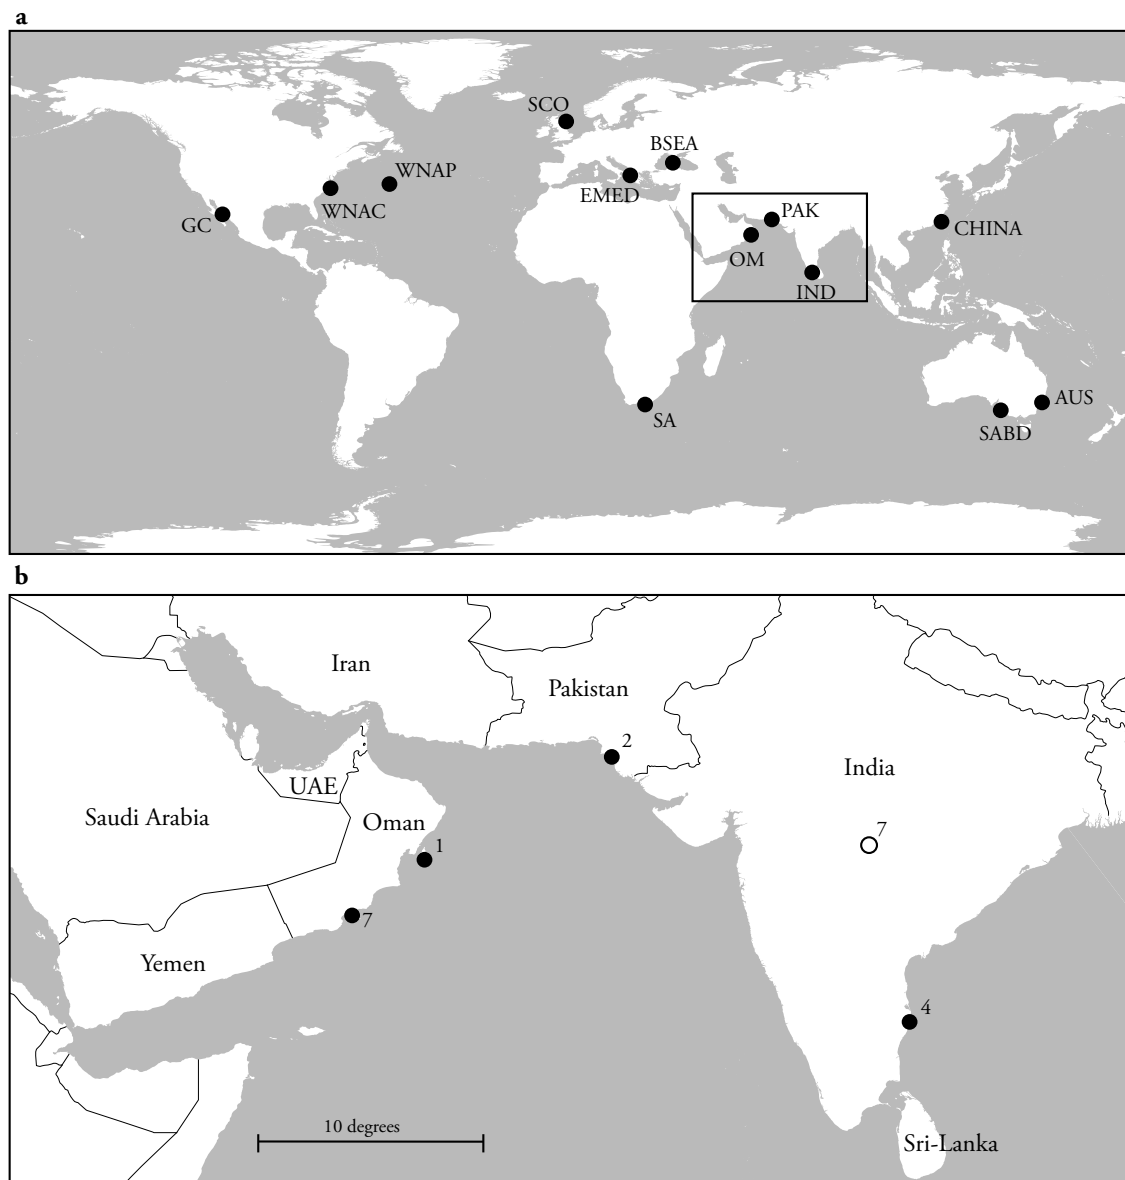 a
SCO
BSEA
WNAP
EMED
WNAC
GC
PAK
CHINA
OM
IND
AUS
SA
SABD
b
Iran
Pakistan
2
India
UAE
Saudi Arabia
Oman
7
1
7
Yemen
4
10 degrees
Sri-Lanka